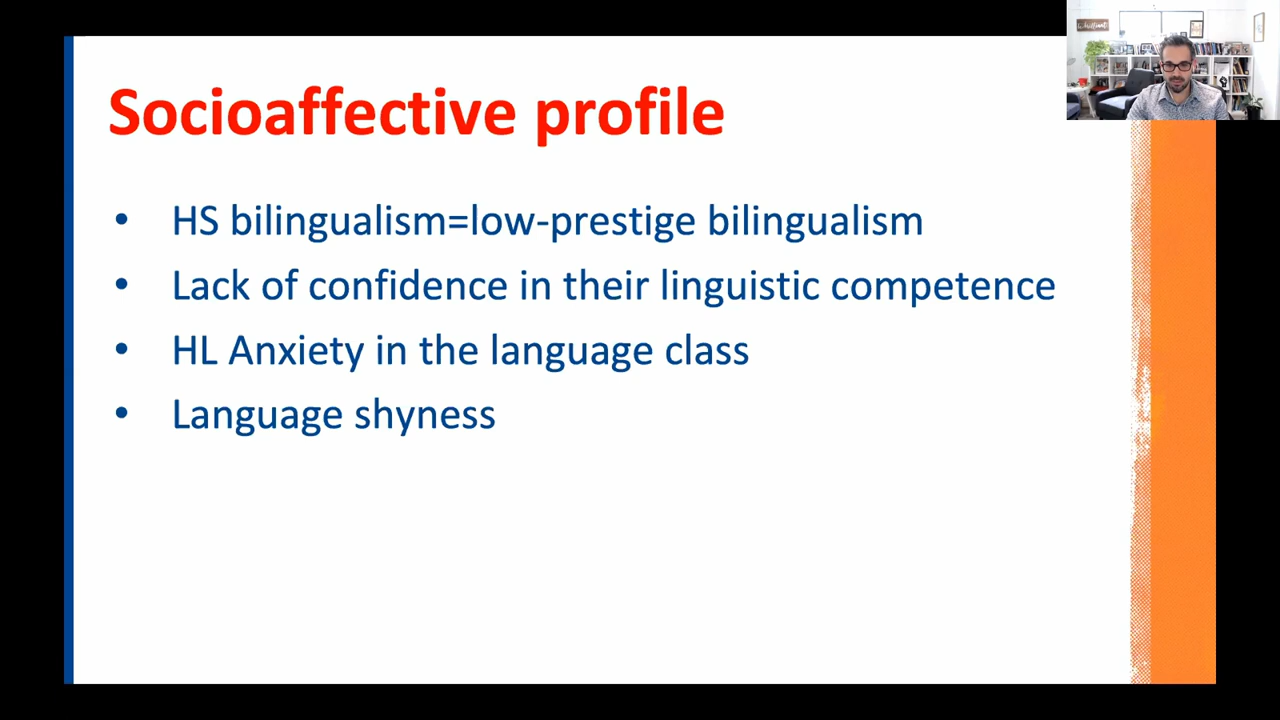 Socioaffective profile
• HS bilingualism=low-prestige bilingualism
• Lack of confidence in their linguistic competence
• HL Anxiety in the language class
• Language shyness